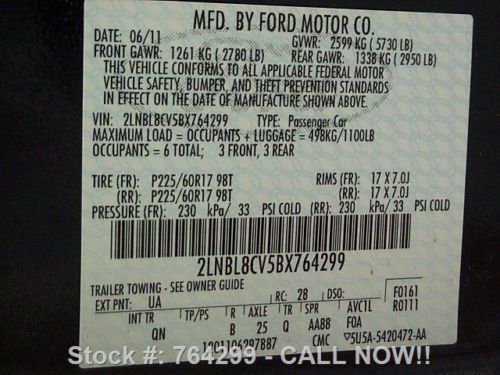 MFD. BY FORD MOTOR CO.
DATE: 06/11 GVWR: 2599 KG (5730 LB)
FRONT GAWR: 1261 KG (2780 LB) REAR GAWR: 1338 KG (2950 LB)
THIS VEHICLE CONFORMS TO ALL APPLICABLE FEDERAL MOTOR
VEHICLE SAFETY, BUMPER, AND THEFT PREVENTION STANDARDS
IN EFFECT ON THE DATE OF MANUFACTURE SHOWN ABOVE.
VIN: 2LNBL8CV5BX764299 TYPE: Passenger Car
MAXIMUM LOAD = OCCUPANTS + LUGGAGE = 498KG/1100LB
OCCUPANTS = 6 TOTAL; 3 FRONT, 3 REAR
TIRE (FR): P225/60R17 98T RIMS (FR): 17 X 7.0J
(RR): P225/60R17 98T (RR): 17 X 7.0J
PRESSURE (FR): 230 kPa/ 33 PSI COLD (RR): 230 kPa/ 33 PSI COLD
2LNBL8CV5BX764299
TRAILER TOWING - SEE OWNER GUIDE
EXT PNT: UA RC: 28 DSO: F0161
INT TR TP/PS R AXLE TR SPR AVC1L R0111
QN B 25 Q AABB F0A
1201106297887 CMC 5U5A-5420472-AA
Stock #: 764299 - CALL NOW!!